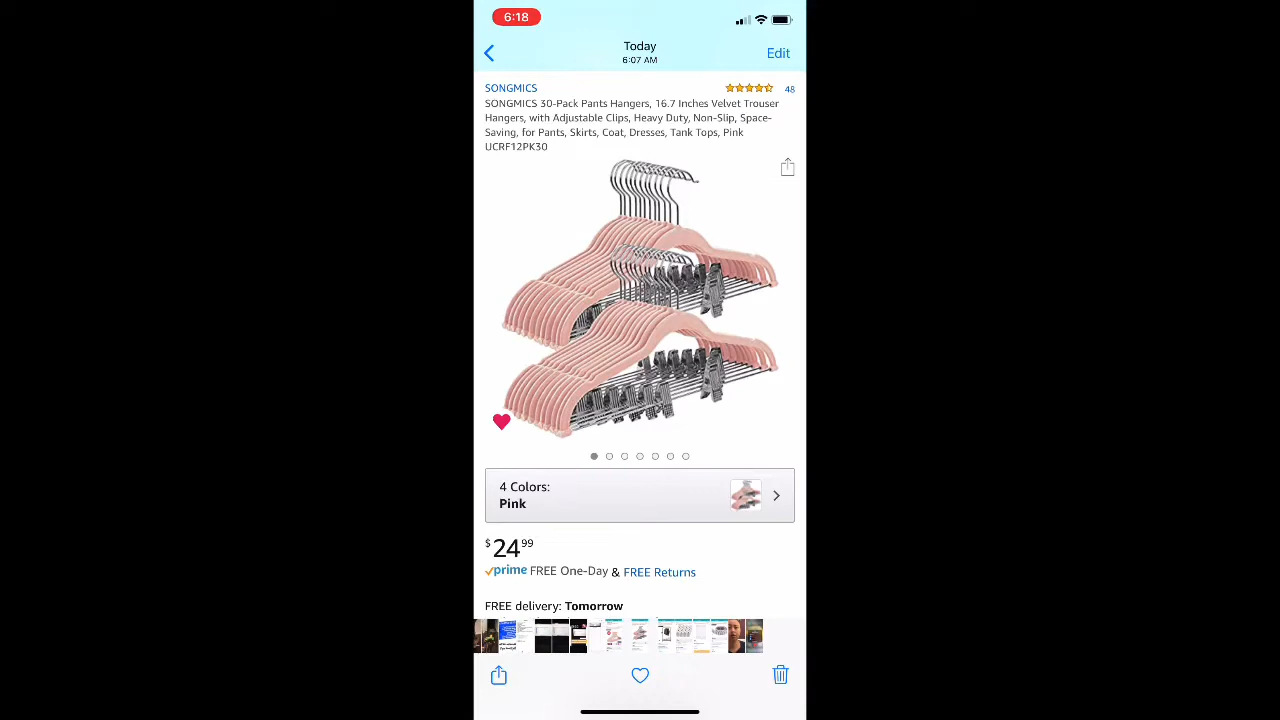 6:18
Today
6:07 AM
Edit
SONGMICS
48
SONGMICS 30-Pack Pants Hangers, 16.7 Inches Velvet Trouser
Hangers, with Adjustable Clips, Heavy Duty, Non-Slip, Space-
Saving, for Pants, Skirts, Coat, Dresses, Tank Tops, Pink
UCRF12PK30
4 Colors:
Pink
$24.99
prime FREE One-Day & FREE Returns
FREE delivery: Tomorrow